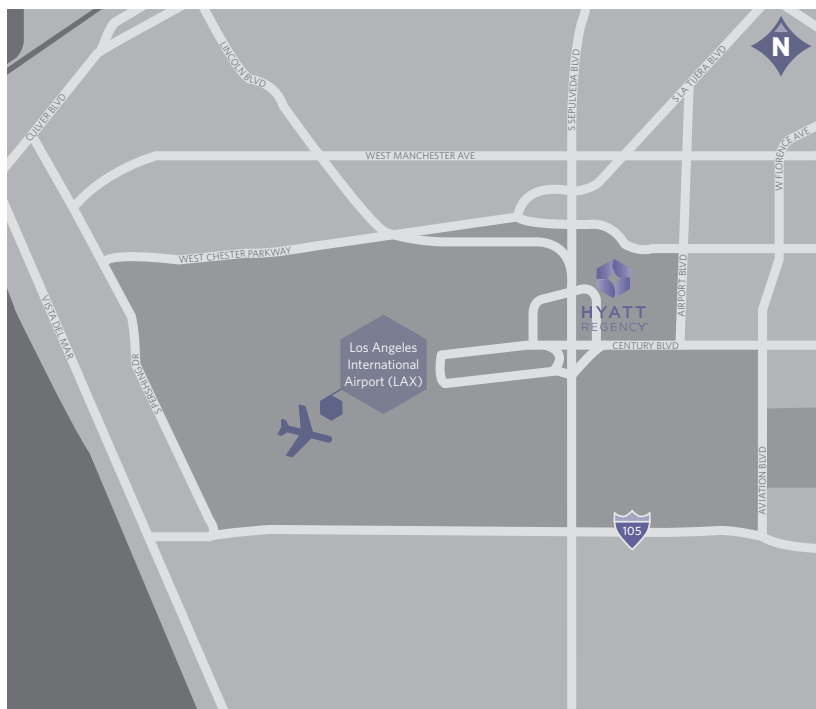 N
LINCOLN BLVD
S SEPULVEDA BLVD
S LA TIJERA BLVD
CULVER BLVD
W FLORENCE AVE
WEST MANCHESTER AVE
WEST CHESTER PARKWAY
AIRPORT BLVD
HYATT
REGENCY
VISTA DEL MAR
S PERSHING DR
Los Angeles
International
Airport (LAX)
CENTURY BLVD
AVIATION BLVD
105